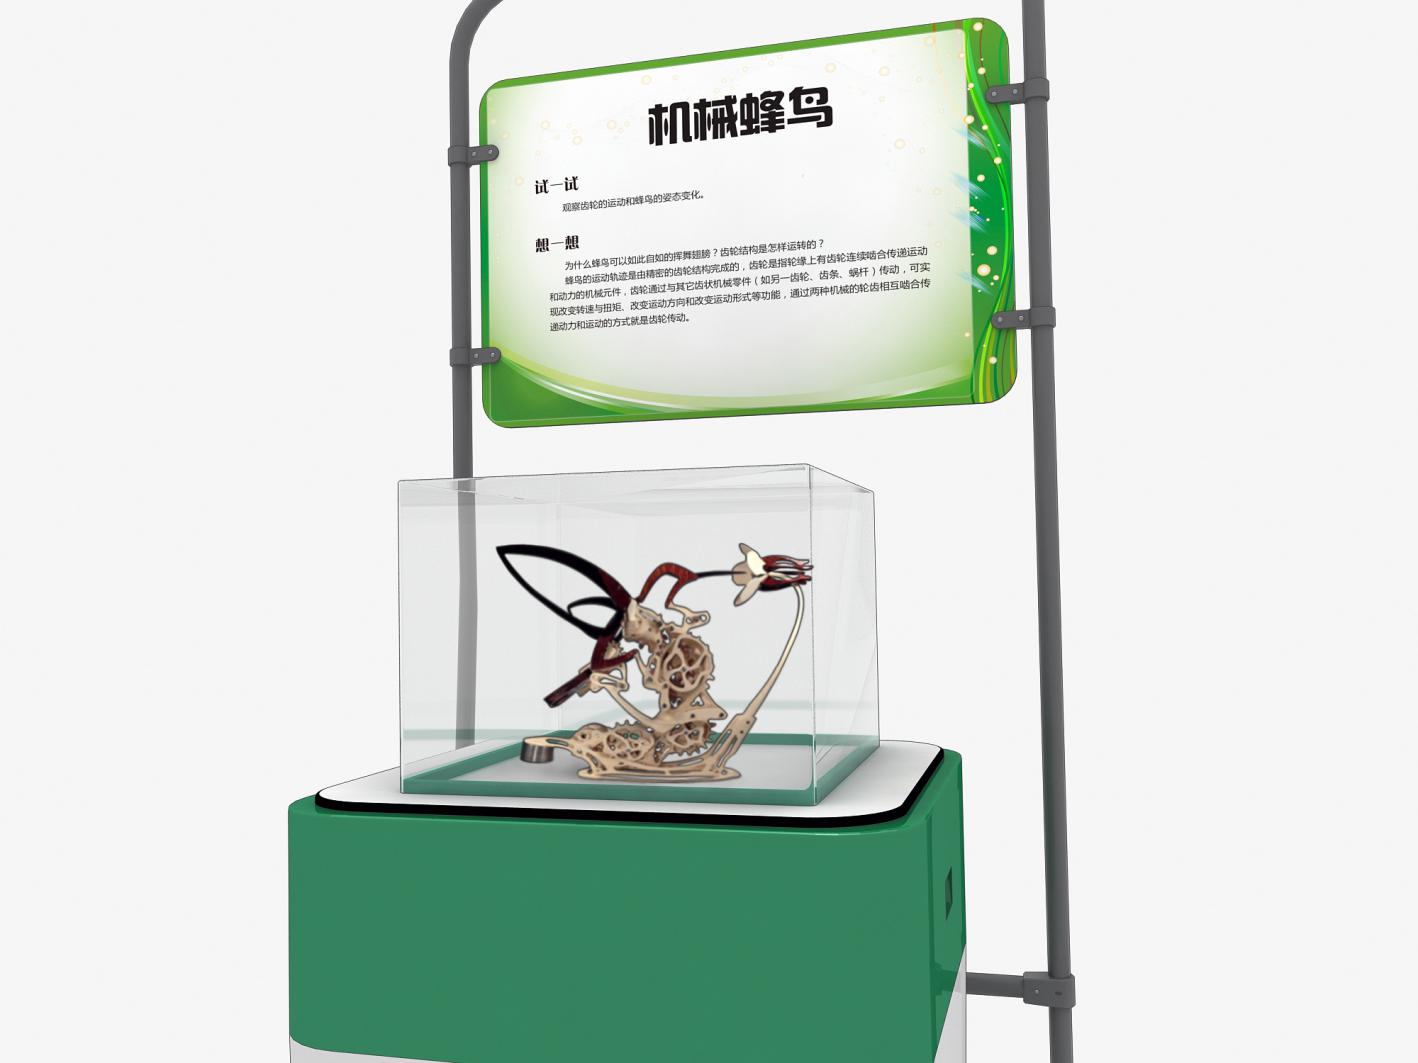 机械蜂鸟
试一试
观察齿轮的运动和蜂鸟的姿态变化。
想一想
为什么蜂鸟可以如此自如的挥舞翅膀？齿轮结构是怎样运转的？
蜂鸟的运动轨迹是由精密的齿轮结构完成的，齿轮是指轮缘上有齿轮连续啮合传递运动
和动力的机械元件，齿轮通过与其它齿状机械零件（如另一齿轮、齿条、蜗杆）传动，可实
现改变转速与扭矩、改变运动方向和改变运动形式等功能，通过两种机械的轮齿相互啮合传
递动力和运动的方式就是齿轮传动。